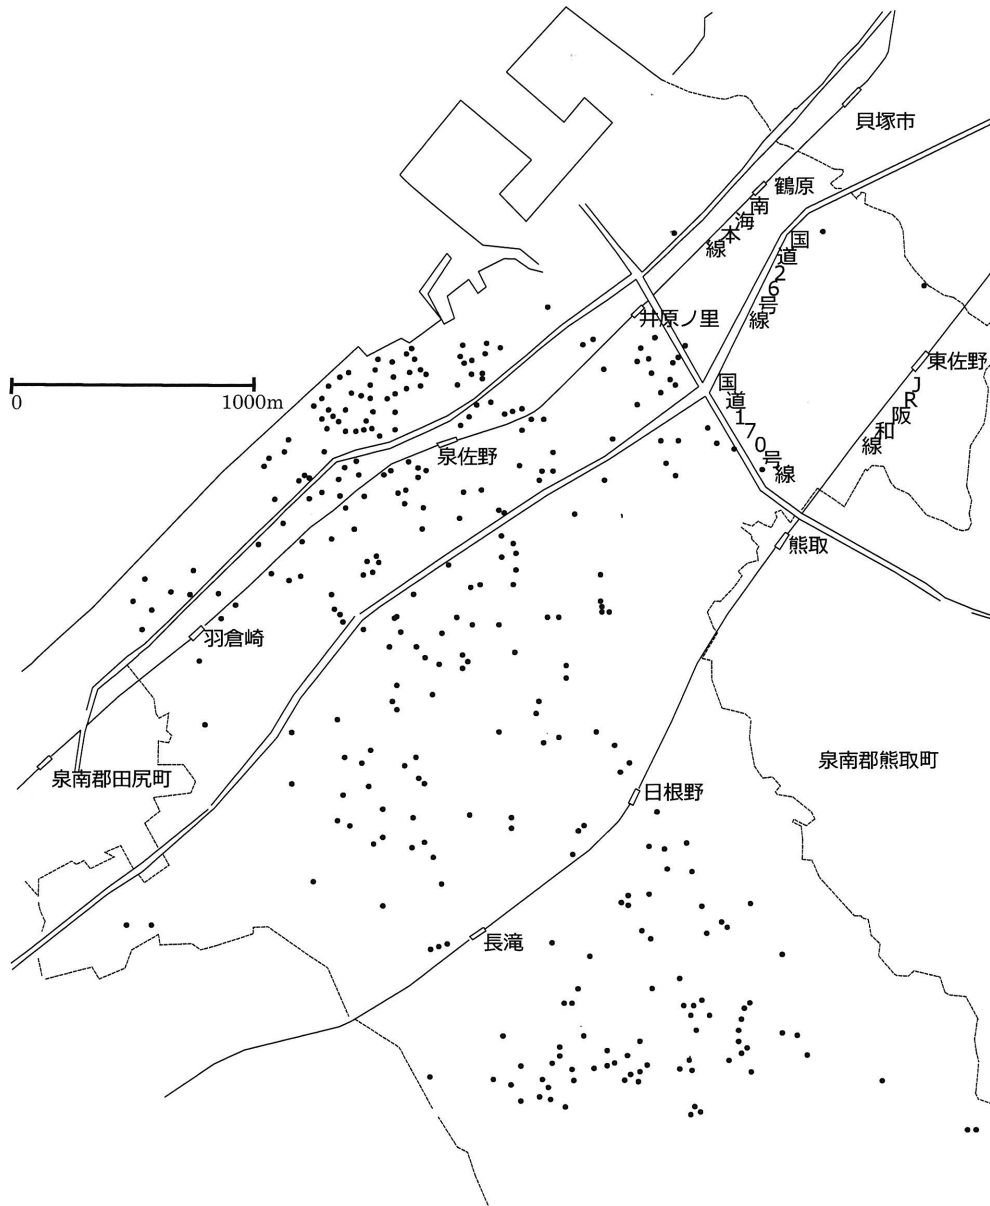 貝塚市
鶴原
南海本線
国道26号線
井原ノ里
東佐野
0 1000m
国道170号線
JR阪和線
泉佐野
熊取
羽倉崎
泉南郡熊取町
泉南郡田尻町
日根野
長滝